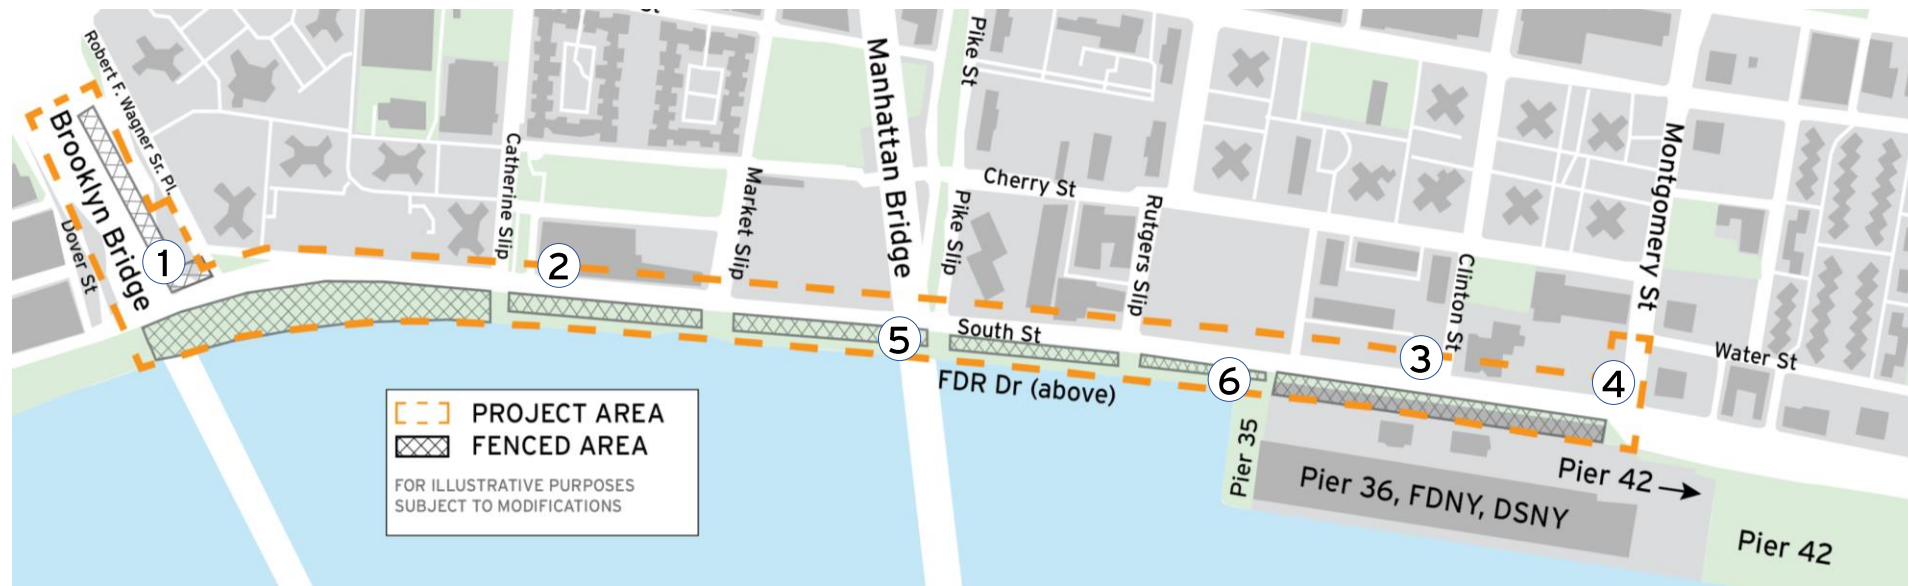 Robert F. Wagner Sr. Pl.
Brooklyn Bridge
Dover St
1
Catherine Slip
2
Market Slip
Manhattan Bridge
Pike St
Pike Slip
Cherry St
Rutgers Slip
Clinton St
Montgomery St
Water St
3
4
5
South St
6
FDR Dr (above)
PROJECT AREA
FENCED AREA
FOR ILLUSTRATIVE PURPOSES
SUBJECT TO MODIFICATIONS
Pier 35
Pier 36, FDNY, DSNY
Pier 42
Pier 42